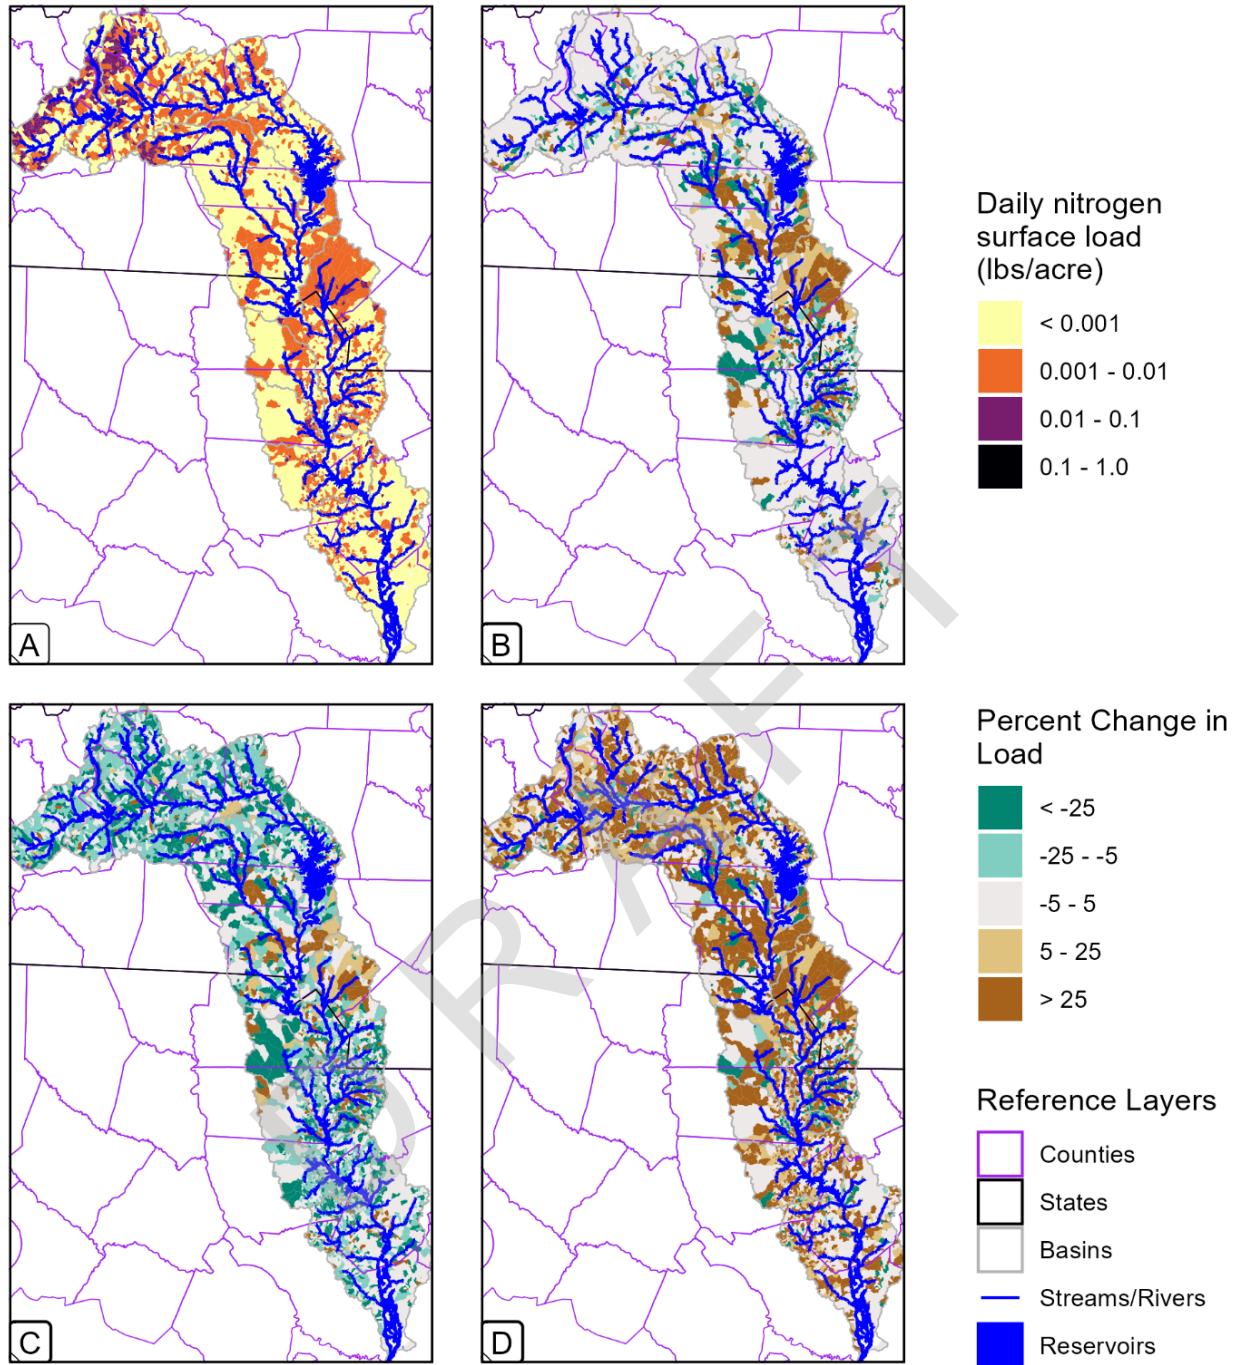 A
B
Daily nitrogen
surface load
(lbs/acre)
< 0.001
0.001 - 0.01
0.01 - 0.1
0.1 - 1.0
C
D
Percent Change in
Load
< -25
-25 - -5
-5 - 5
5 - 25
> 25
Reference Layers
Counties
States
Basins
Streams/Rivers
Reservoirs
DRAFT